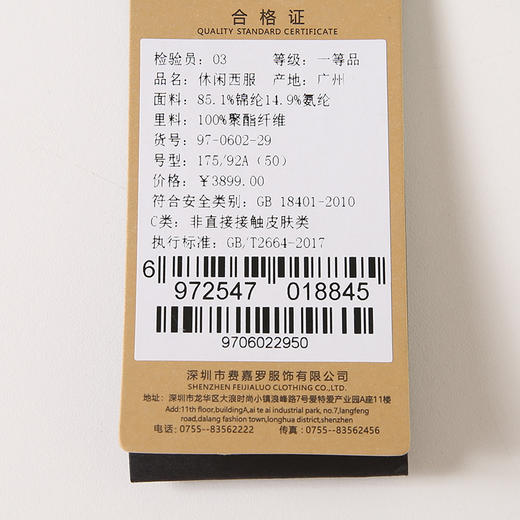 合格证
QUALITY STANDARD CERTIFICATE
检验员：03 等级：一等品
品名：休闲西服 产地：广州
面料：85.1%锦纶14.9%氨纶
里料：100%聚酯纤维
货号：97-0602-29
号型：175/92A（50）
价格：￥3899.00
符合安全类别：GB 18401-2010
C类：非直接接触皮肤类
执行标准：GB/T2664-2017
6 972547 018845
9706022950
深圳市费嘉罗服饰有限公司
SHENZHEN FEIJIALUO CLOTHING CO.,LTD.
地址：深圳市龙华区大浪时尚小镇浪峰路7号爱特爱产业园A座11楼
Add:11th floor,buildingA,ai te ai industrial park, no.7,langfeng
road,dalang fashion town,longhua district,shenzhen
电话：0755--83562222 传真：0755--83562456